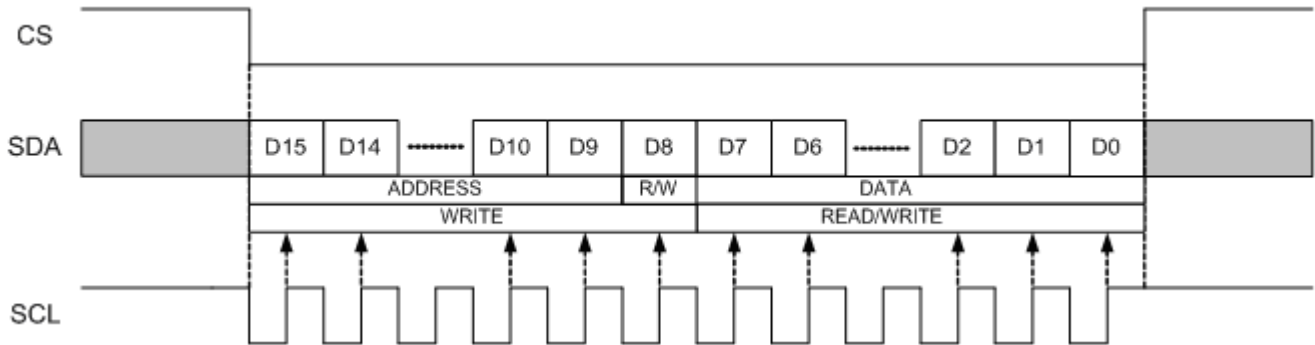 CS
SDA D15 D14 D10 D9 D8 D7 D6 D2 D1 D0
ADDRESS R/W DATA
WRITE READ/WRITE
SCL